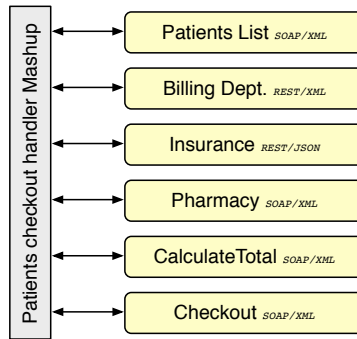 Patients checkout handler Mashup
Patients List SOAP/XML
Billing Dept. REST/XML
Insurance REST/JSON
Pharmacy SOAP/XML
CalculateTotal SOAP/XML
Checkout SOAP/XML